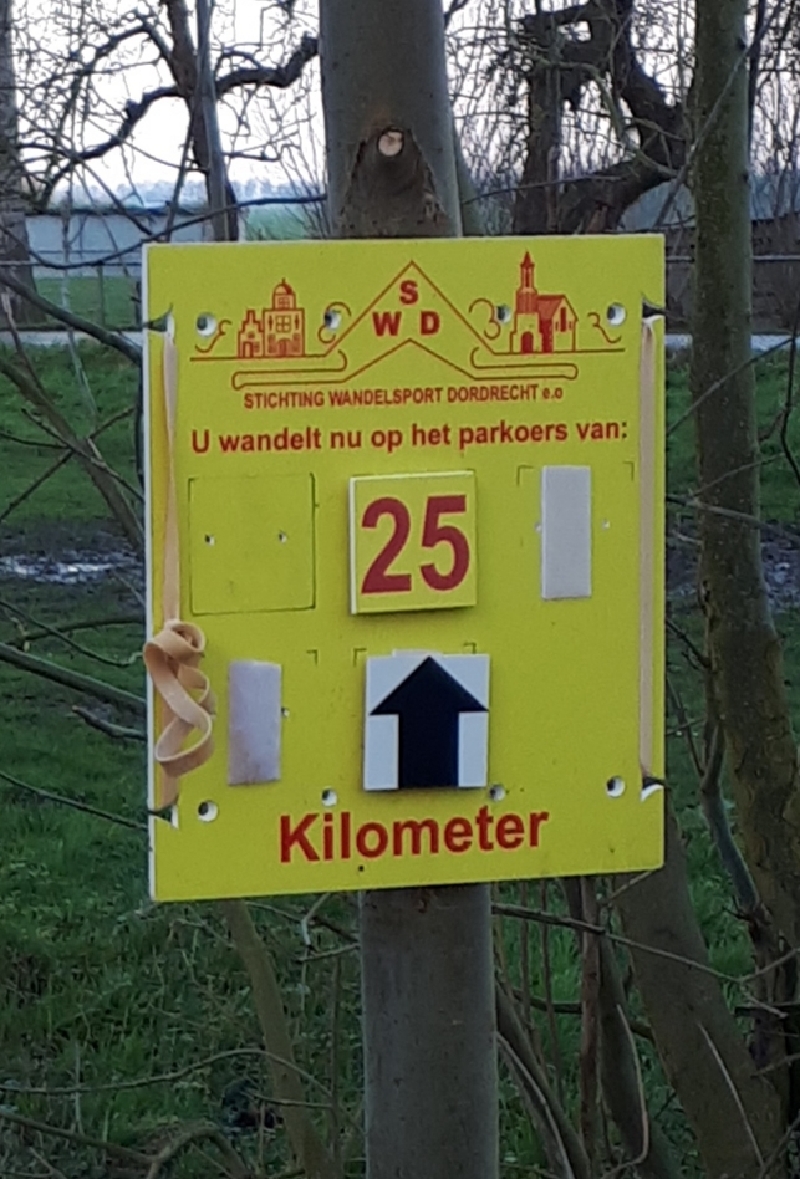 S
W D
STICHTING WANDELSPORT DORDRECHT e.o
U wandelt nu op het parkoers van:
25
Kilometer